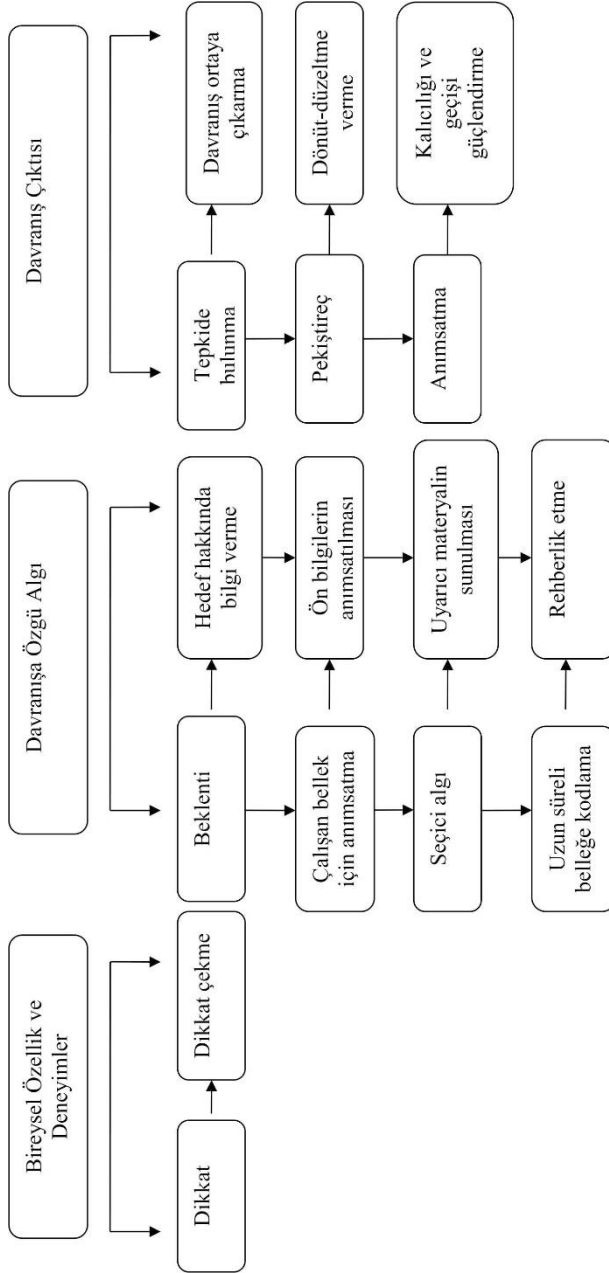 Bireysel Özellik ve
Deneyimler
Dikkat
Dikkat çekme
Davranışa Özgü Algı
Beklenti
Hedef hakkında
bilgi verme
Çalışan bellek
için anımsatma
Ön bilgilerin
anımsatılması
Seçici algı
Uyarıcı materyalin
sunulması
Uzun süreli
belleğe kodlama
Rehberlik etme
Davranış Çıktısı
Tepkide
bulunma
Davranış ortaya
çıkarma
Pekiştireç
Dönüt-düzeltme
verme
Anımsatma
Kalıcılığı ve
geçişi
güçlendirme